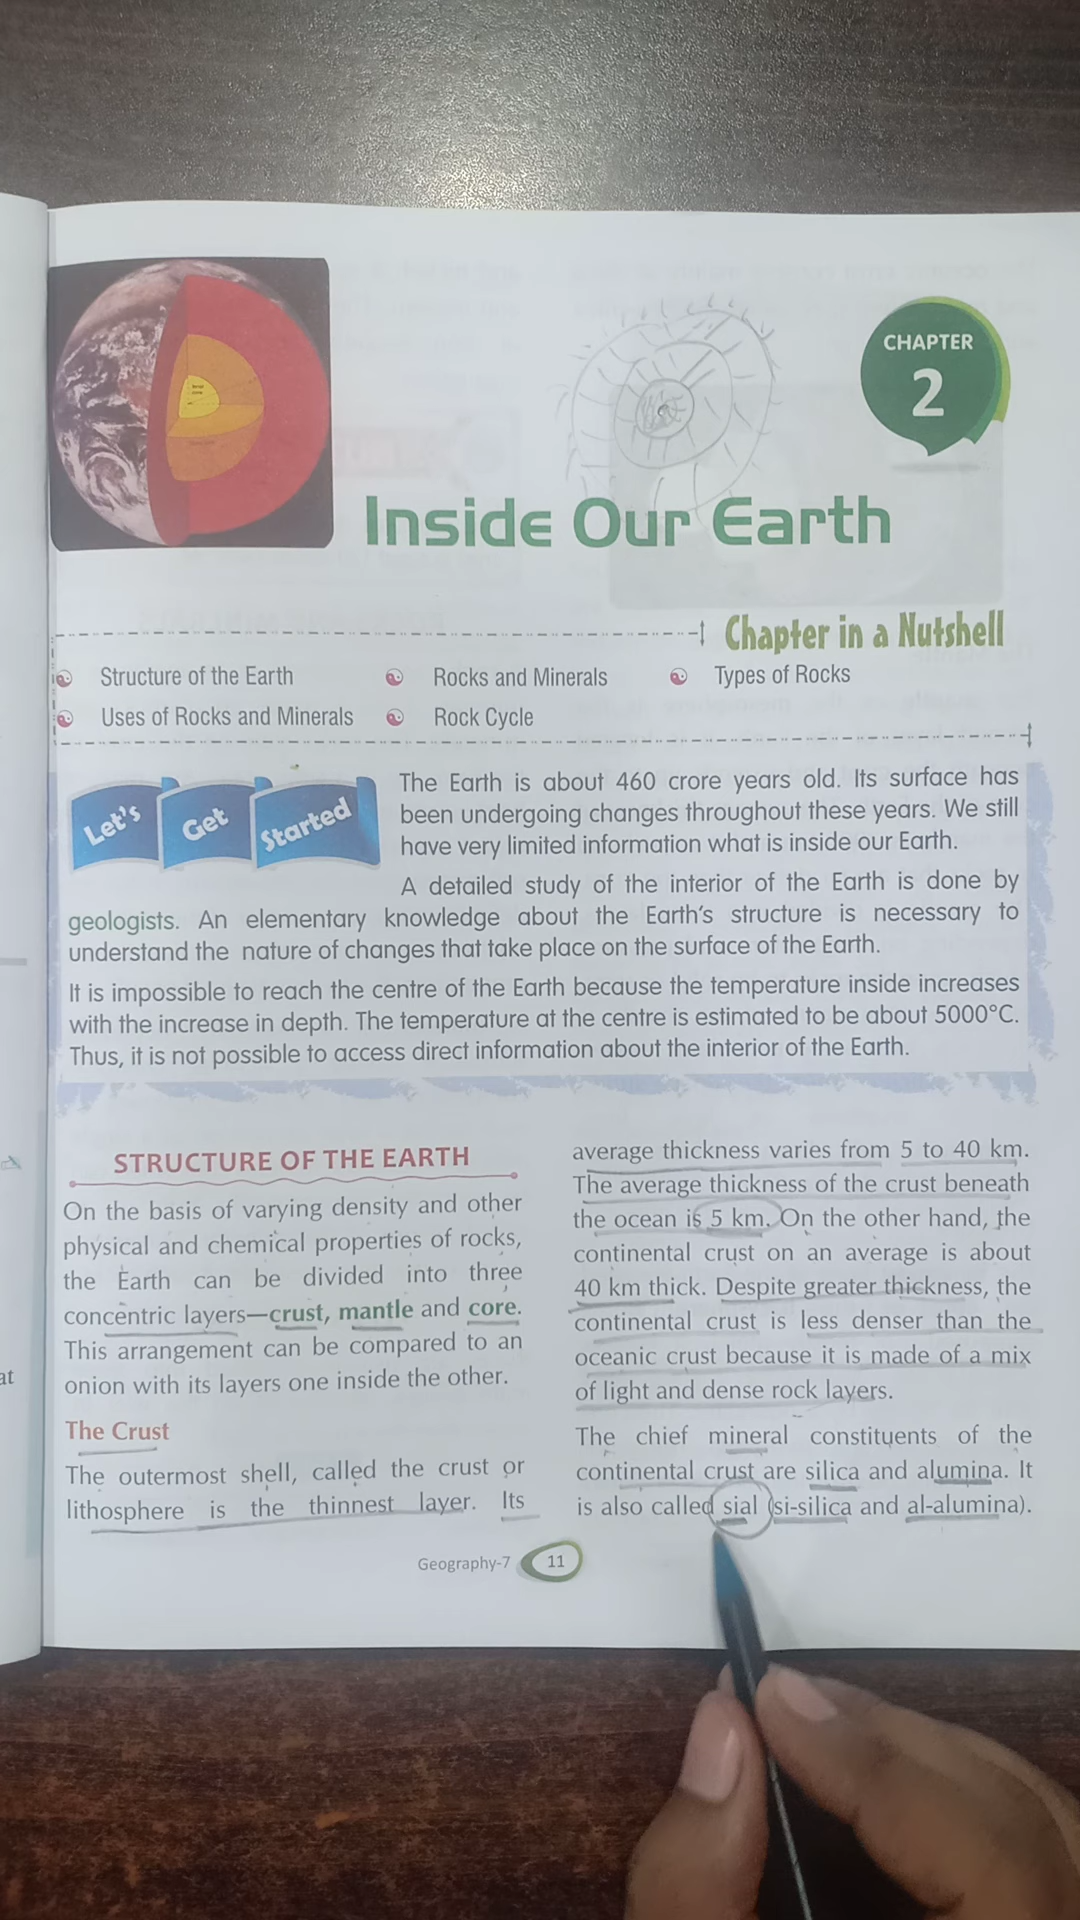 CHAPTER
2
Inside Our Earth
Chapter in a Nutshell
Structure of the Earth
Rocks and Minerals
Types of Rocks
Uses of Rocks and Minerals
Rock Cycle
Let's Get Started
The Earth is about 460 crore years old. Its surface has
been undergoing changes throughout these years. We still
have very limited information what is inside our Earth.
A detailed study of the interior of the Earth is done by
geologists. An elementary knowledge about the Earth's structure is necessary to
understand the nature of changes that take place on the surface of the Earth.
It is impossible to reach the centre of the Earth because the temperature inside increases
with the increase in depth. The temperature at the centre is estimated to be about 5000°C.
Thus, it is not possible to access direct information about the interior of the Earth.
STRUCTURE OF THE EARTH
On the basis of varying density and other
physical and chemical properties of rocks,
the Earth can be divided into three
concentric layers—crust, mantle and core.
This arrangement can be compared to an
onion with its layers one inside the other.
The Crust
The outermost shell, called the crust or
lithosphere is the thinnest layer. Its
average thickness varies from 5 to 40 km.
The average thickness of the crust beneath
the ocean is 5 km. On the other hand, the
continental crust on an average is about
40 km thick. Despite greater thickness, the
continental crust is less denser than the
oceanic crust because it is made of a mix
of light and dense rock layers.
The chief mineral constituents of the
continental crust are silica and alumina. It
is also called sial (si-silica and al-alumina).
Geography-7
11
at